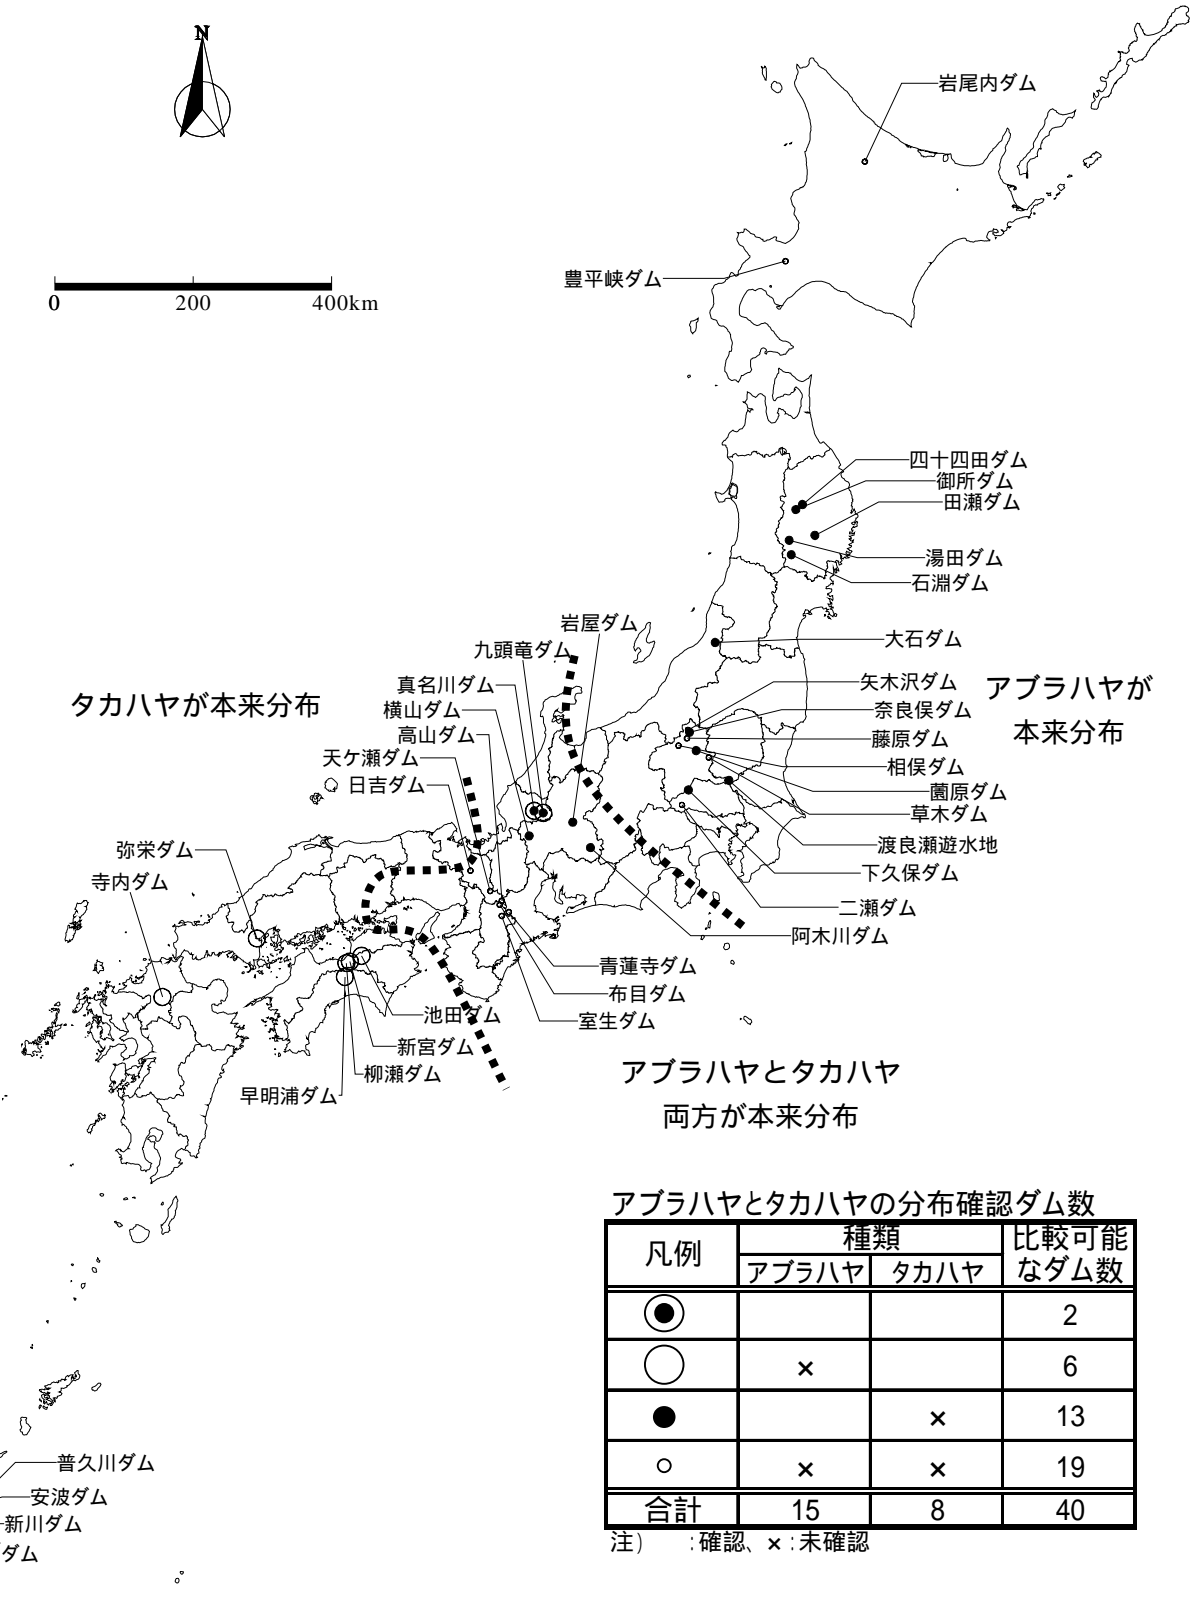 N
岩尾内ダム
0 200 400km
豊平峡ダム
四十四田ダム
御所ダム
田瀬ダム
湯田ダム
石淵ダム
岩屋ダム
大石ダム
九頭竜ダム
真名川ダム
矢木沢ダム
アブラハヤが
本来分布
タカハヤが本来分布
横山ダム
奈良俣ダム
高山ダム
藤原ダム
天ケ瀬ダム
相俣ダム
日吉ダム
薗原ダム
草木ダム
弥栄ダム
渡良瀬遊水地
寺内ダム
下久保ダム
二瀬ダム
阿木川ダム
青蓮寺ダム
布目ダム
池田ダム
室生ダム
新宮ダム
柳瀬ダム
早明浦ダム
アブラハヤとタカハヤ
両方が本来分布
アブラハヤとタカハヤの分布確認ダム数
凡例 種類 比較可能なダム数
アブラハヤ タカハヤ
2
× 6
× 13
× × 19
合計 15 8 40
注) :確認、×:未確認
普久川ダム
安波ダム
新川ダム
ダム